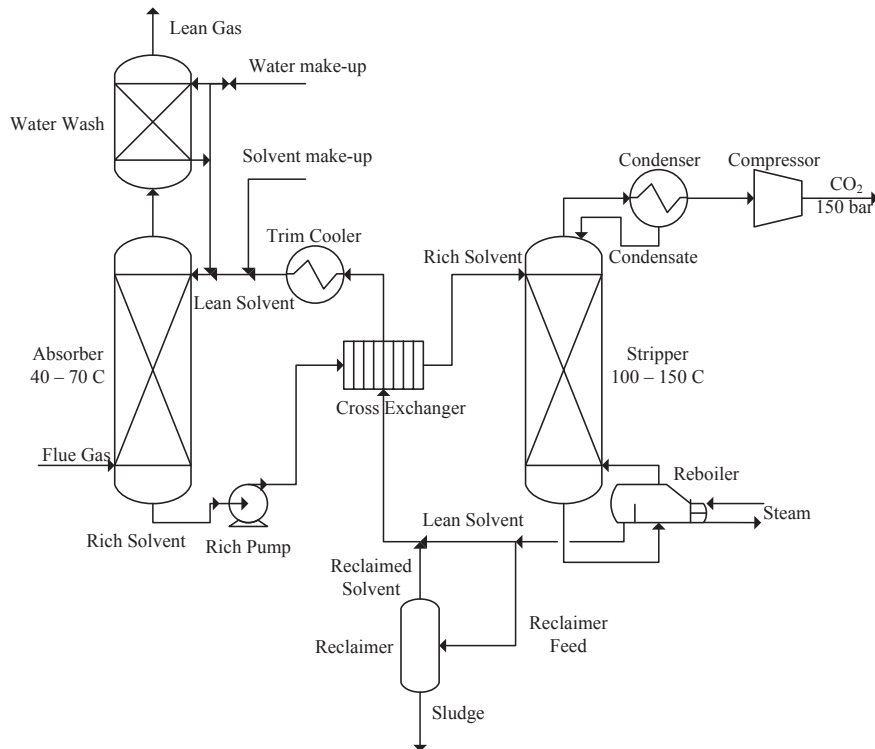 Lean Gas
Water make-up
Water Wash
Solvent make-up
Condenser
Compressor
CO₂
150 bar
Trim Cooler
Rich Solvent
Condensate
Lean Solvent
Absorber
40 – 70 C
Stripper
100 – 150 C
Cross Exchanger
Flue Gas
Reboiler
Steam
Lean Solvent
Rich Solvent
Rich Pump
Reclaimed
Solvent
Reclaimer
Reclaimer
Feed
Sludge